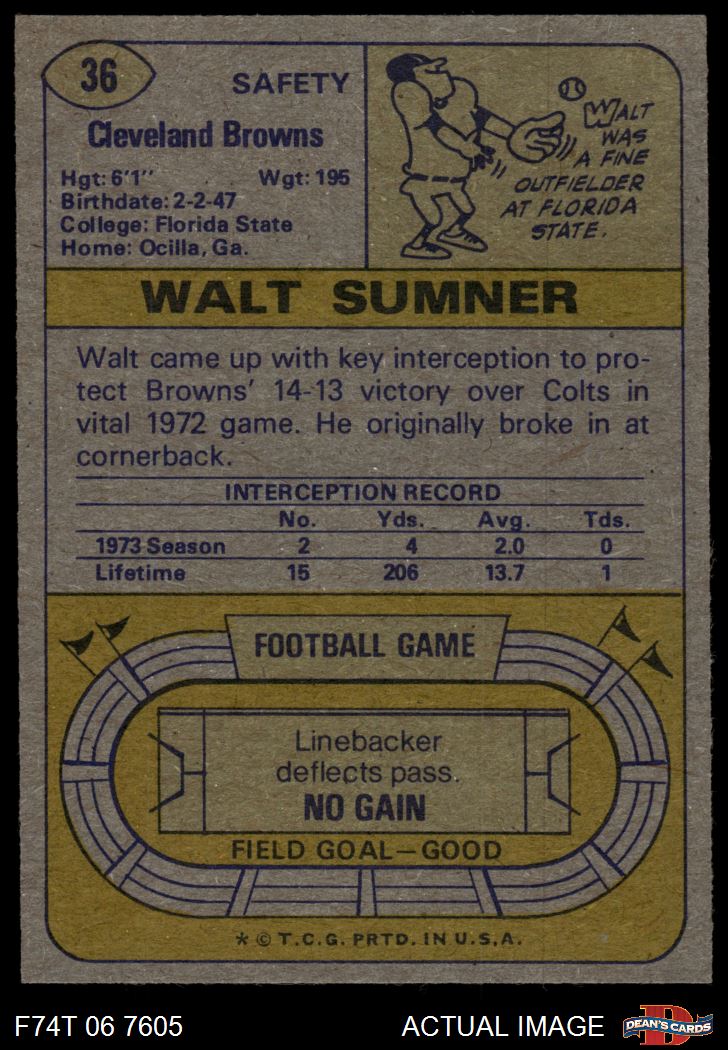 36
SAFETY
Cleveland Browns
Hgt: 6'1" Wgt: 195
Birthdate: 2-2-47
College: Florida State
Home: Ocilla, Ga.
WALT
WAS
A FINE
OUTFIELDER
AT FLORIDA
STATE.
WALT SUMNER
Walt came up with key interception to pro-
tect Browns' 14-13 victory over Colts in
vital 1972 game. He originally broke in at
cornerback.
INTERCEPTION RECORD
No. Yds. Avg. Tds.
1973 Season 2 4 2.0 0
Lifetime 15 206 13.7 1
FOOTBALL GAME
Linebacker
deflects pass.
NO GAIN
FIELD GOAL—GOOD
* © T.C.G. PRTD. IN U.S.A.
F74T 06 7605 ACTUAL IMAGE
D
DEAN'S CARDS